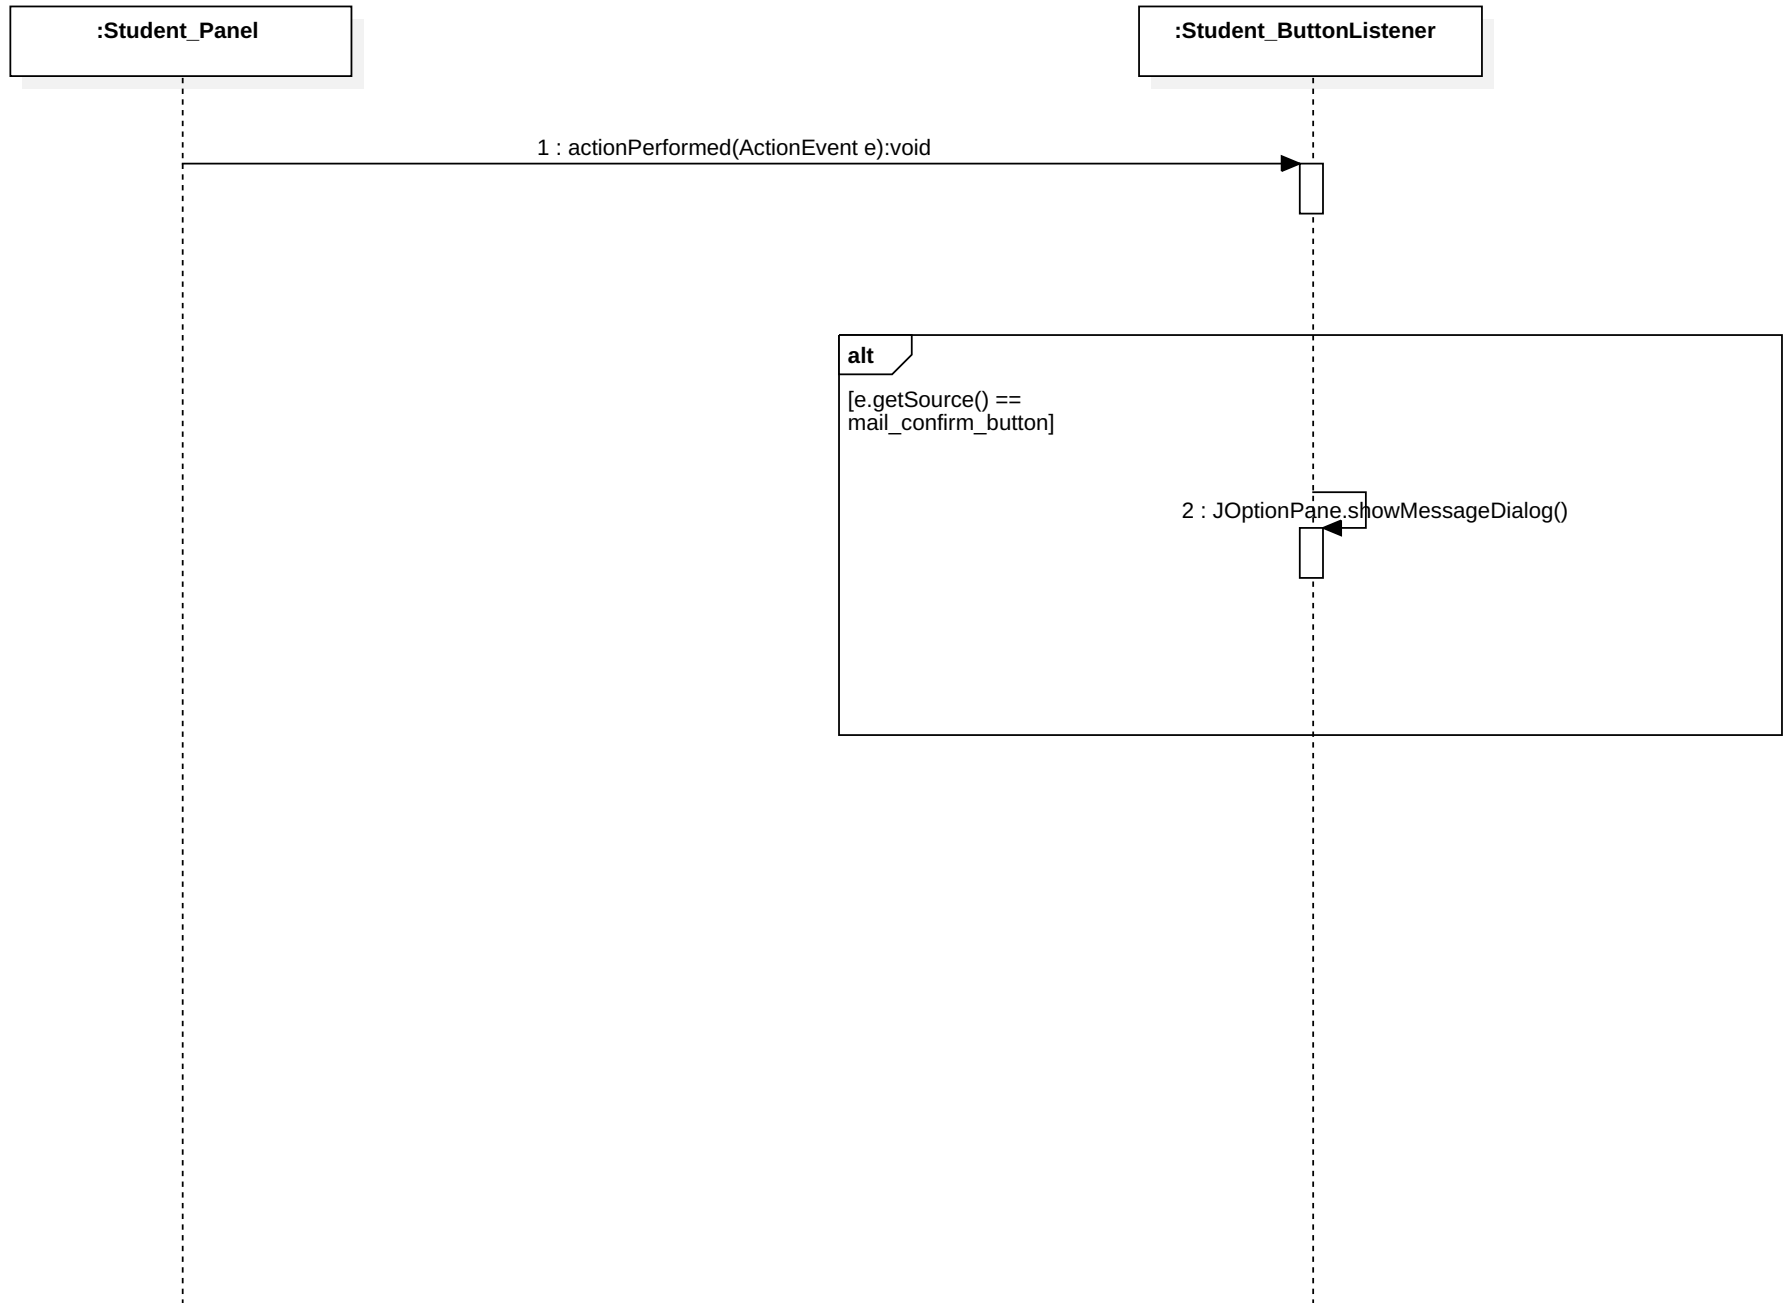 :Student_Panel
:Student_ButtonListener
1 : actionPerformed(ActionEvent e):void
alt
[e.getSource() ==
mail_confirm_button]
2 : JOptionPane.showMessageDialog()